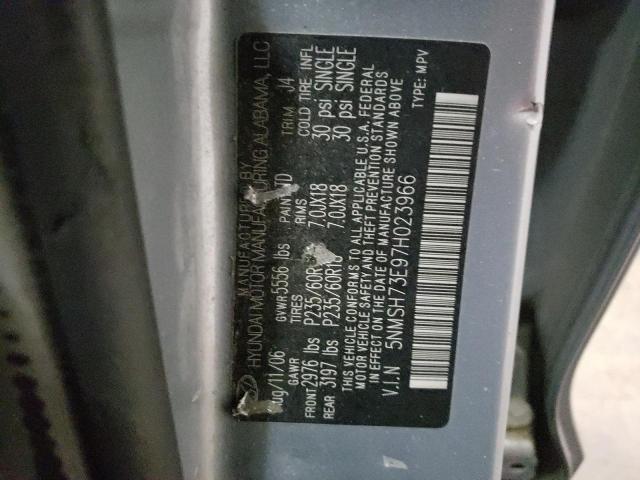 MANUFACTURED BY
HYUNDAI MOTOR MANUFACTURING ALABAMA, LLC
/11/06 GVWR 5556 lbs PAINT TD TRIM J4
GAWR TIRES RIMS COLD TIRE INFL
FRONT 2976 lbs P235/60R 7.0JX18 30 psi SINGLE
REAR 3197 lbs P235/60R18 7.0JX18 30 psi SINGLE
THIS VEHICLE CONFORMS TO ALL APPLICABLE U.S.A. FEDERAL
MOTOR VEHICLE SAFETY AND THEFT PREVENTION STANDARDS
IN EFFECT ON THE DATE OF MANUFACTURE SHOWN ABOVE
V.I.N 5NMSH73E97H023966
TYPE: MPV